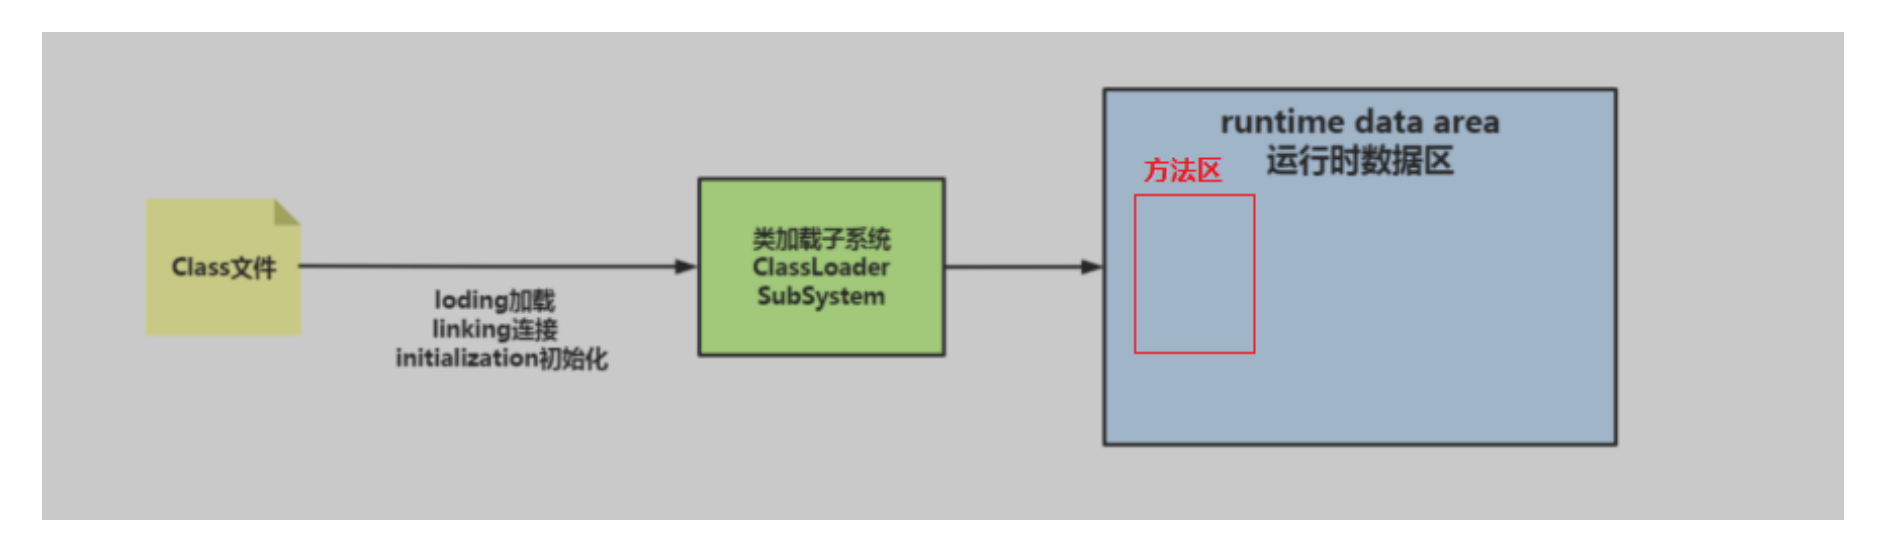 Class文件
loding加载
linking连接
initialization初始化
类加载子系统
ClassLoader
SubSystem
runtime data area
运行时数据区
方法区